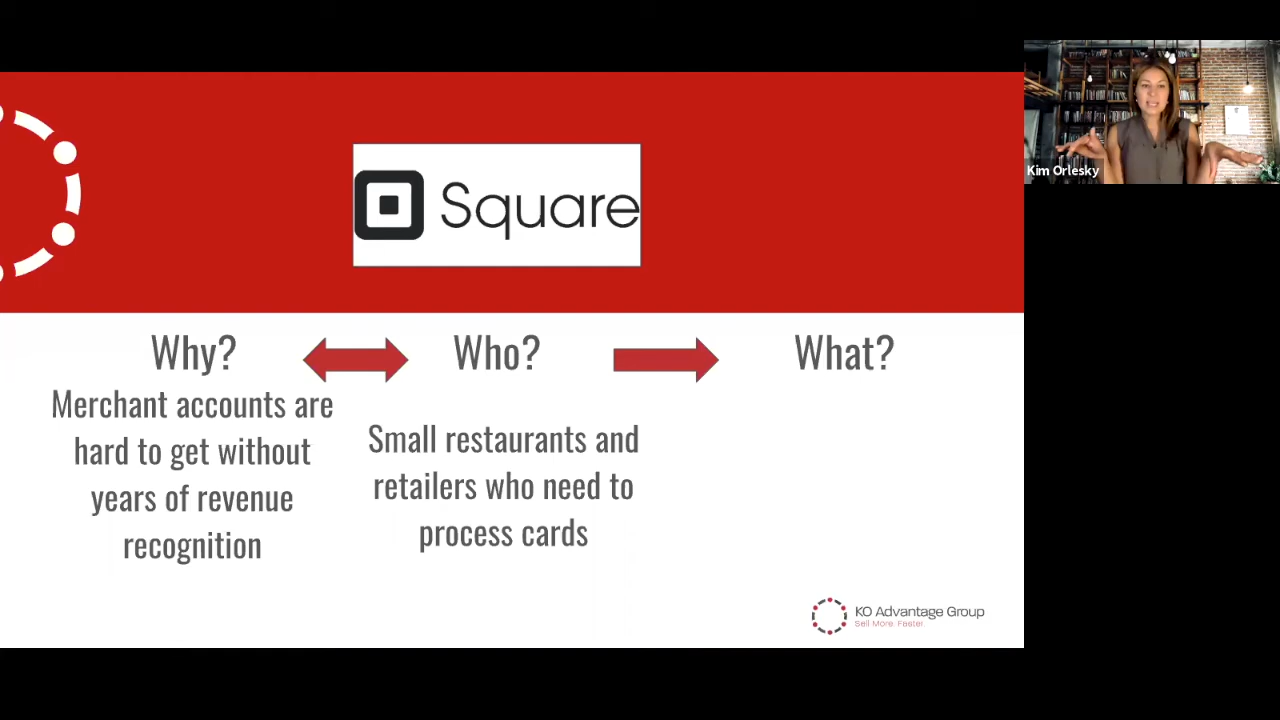 Square
Why?
Who?
What?
Merchant accounts are
hard to get without
years of revenue
recognition
Small restaurants and
retailers who need to
process cards
KO Advantage Group
Sell More. Faster.
Kim Orlesky